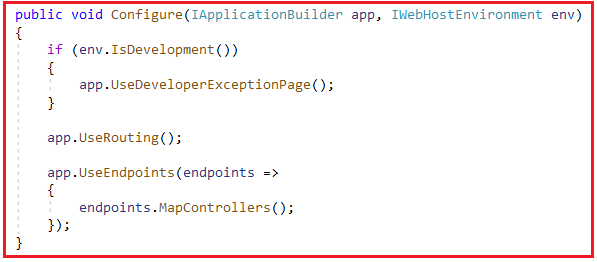 public void Configure(IApplicationBuilder app, IWebHostEnvironment env)
{
    if (env.IsDevelopment())
    {
        app.UseDeveloperExceptionPage();
    }

    app.UseRouting();

    app.UseEndpoints(endpoints =>
    {
        endpoints.MapControllers();
    });
}